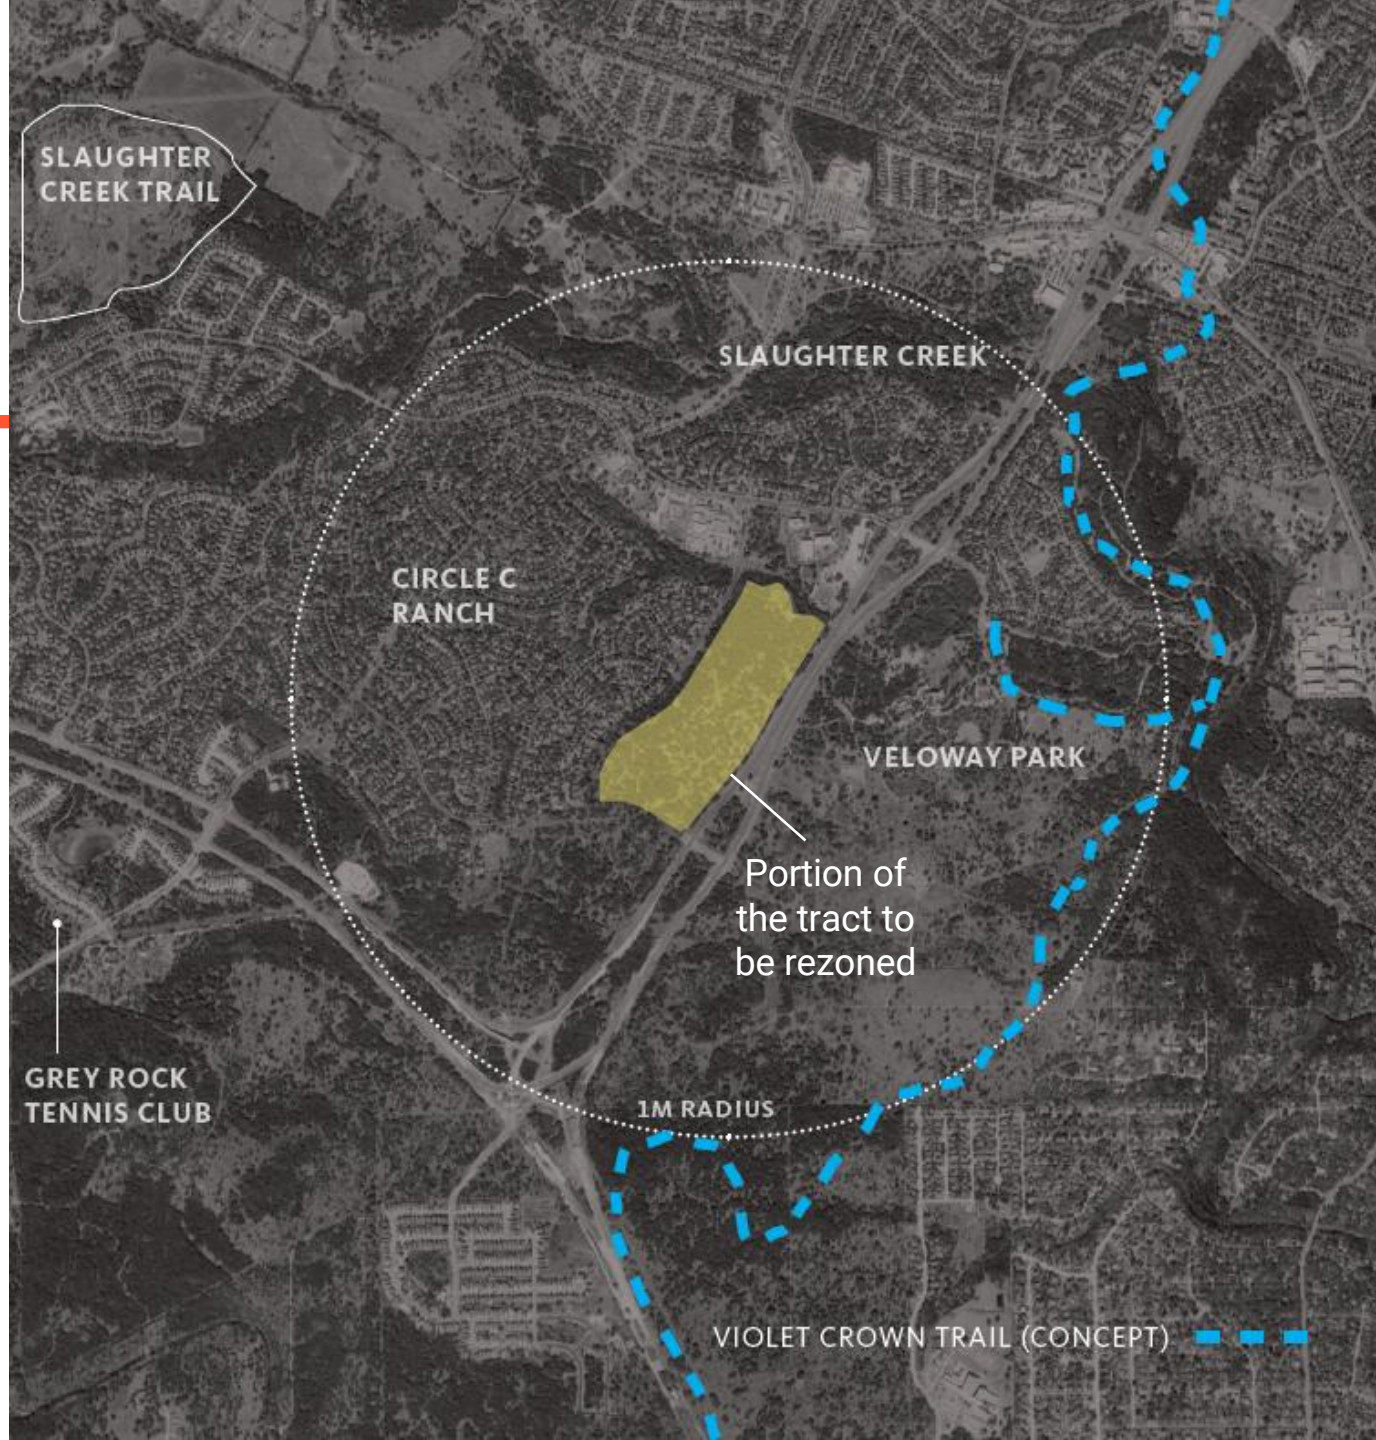 SLAUGHTER
CREEK TRAIL
SLAUGHTER CREEK
CIRCLE C
RANCH
VELOWAY PARK
Portion of
the tract to
be rezoned
GREY ROCK
TENNIS CLUB
1M RADIUS
VIOLET CROWN TRAIL (CONCEPT)